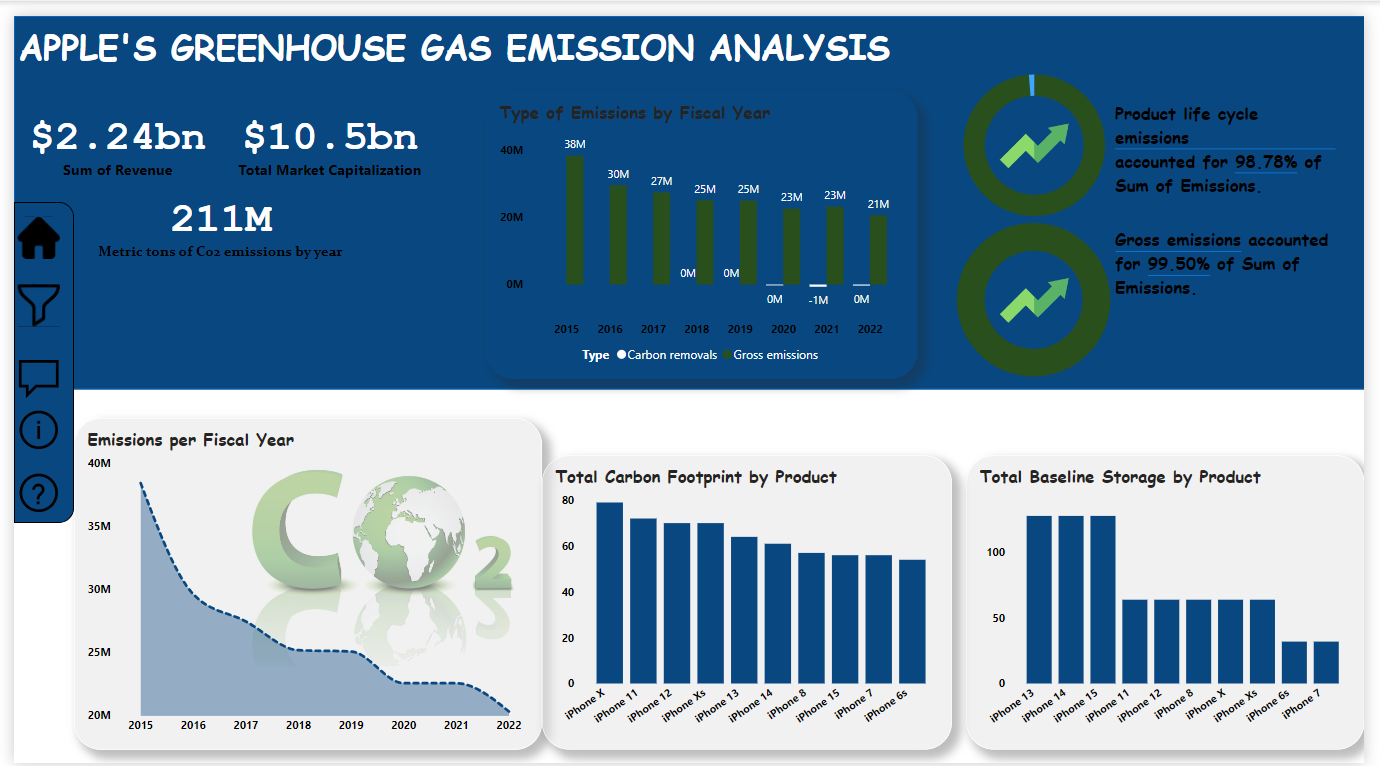 APPLE'S GREENHOUSE GAS EMISSION ANALYSIS
$2.24bn
Sum of Revenue
$10.5bn
Total Market Capitalization
211M
Metric tons of Co2 emissions by year
Type of Emissions by Fiscal Year
40M
20M
0M
38M
30M
27M
25M
25M
23M
23M
21M
0M
0M
0M
-1M
0M
2015 2016 2017 2018 2019 2020 2021 2022
Type Carbon removals Gross emissions
Product life cycle
emissions
accounted for 98.78% of
Sum of Emissions.
Gross emissions accounted
for 99.50% of Sum of
Emissions.
i
?
Emissions per Fiscal Year
40M
35M
30M
25M
20M
CO2
2015 2016 2017 2018 2019 2020 2021 2022
Total Carbon Footprint by Product
80
60
40
20
0
iPhone X
iPhone 11
iPhone 12
iPhone Xs
iPhone 13
iPhone 14
iPhone 8
iPhone 15
iPhone 7
iPhone 6s
Total Baseline Storage by Product
100
50
0
iPhone 13
iPhone 14
iPhone 15
iPhone 11
iPhone 12
iPhone 8
iPhone X
iPhone Xs
iPhone 6s
iPhone 7